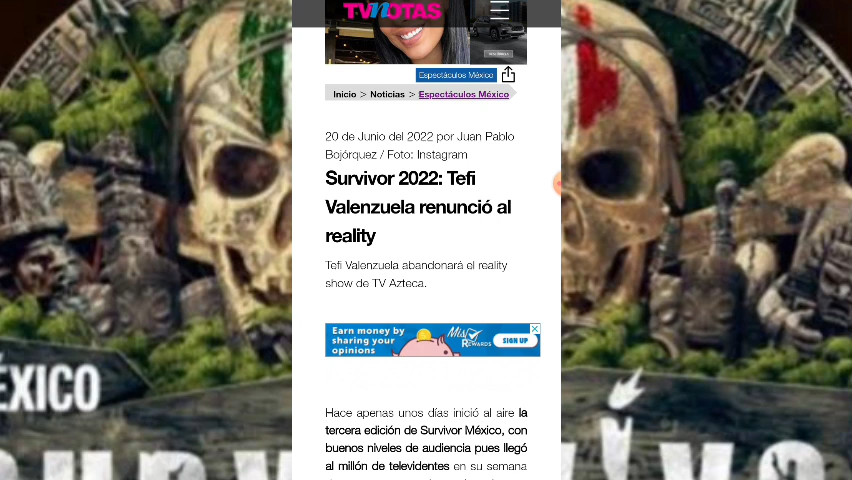 TVNOTAS
Espectáculos México
Inicio > Noticias > Espectáculos México
20 de Junio del 2022 por Juan Pablo
Bojórquez / Foto: Instagram
Survivor 2022: Tefi
Valenzuela renunció al
reality
Tefi Valenzuela abandonará el reality
show de TV Azteca.
Earn money by
sharing your
opinions
REWARDS
SIGN UP
Hace apenas unos días inició al aire la
tercera edición de Survivor México, con
buenos niveles de audiencia pues llegó
al millón de televidentes en su semana
ÉXICO